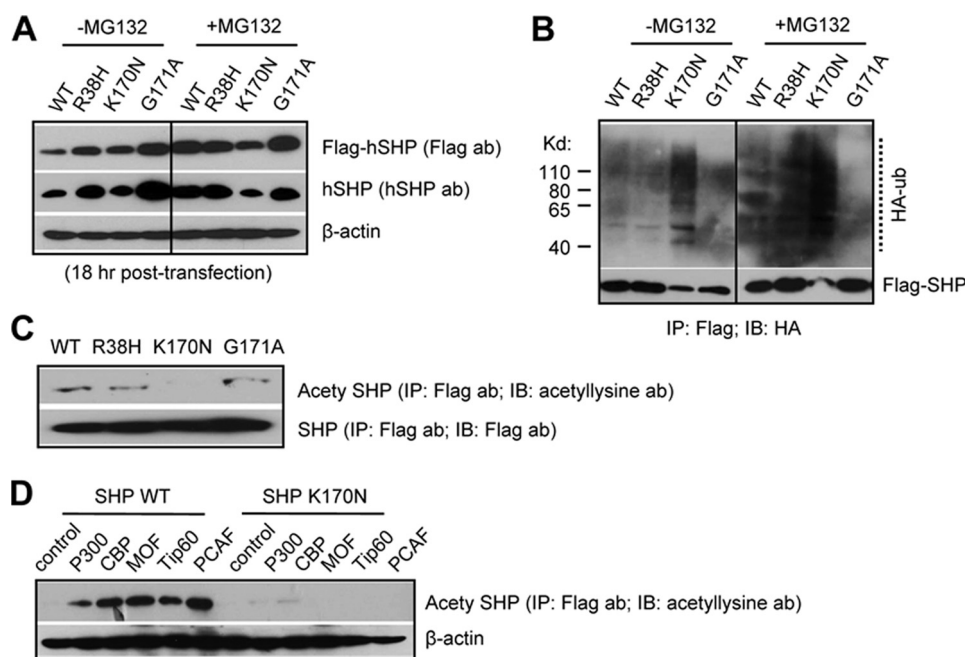 A
-MG132 +MG132
WT R38H K170N G171A WT R38H K170N G171A
Flag-hSHP (Flag ab)
hSHP (hSHP ab)
β-actin
(18 hr post-transfection)
B
-MG132 +MG132
WT R38H K170N G171A WT R38H K170N G171A
Kd:
110
80
65
40
HA-ub
Flag-SHP
IP: Flag; IB: HA
C
WT R38H K170N G171A
Acety SHP (IP: Flag ab; IB: acetyllysine ab)
SHP (IP: Flag ab; IB: Flag ab)
D
SHP WT SHP K170N
control P300 CBP MOF Tip60 PCAF control P300 CBP MOF Tip60 PCAF
Acety SHP (IP: Flag ab; IB: acetyllysine ab)
β-actin